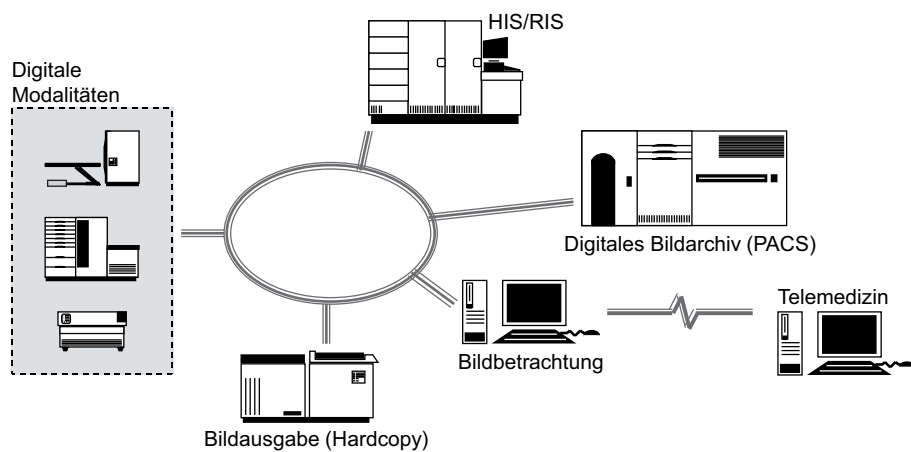 HIS/RIS
Digitale
Modalitäten
Digitales Bildarchiv (PACS)
Telemedizin
Bildbetrachtung
Bildausgabe (Hardcopy)